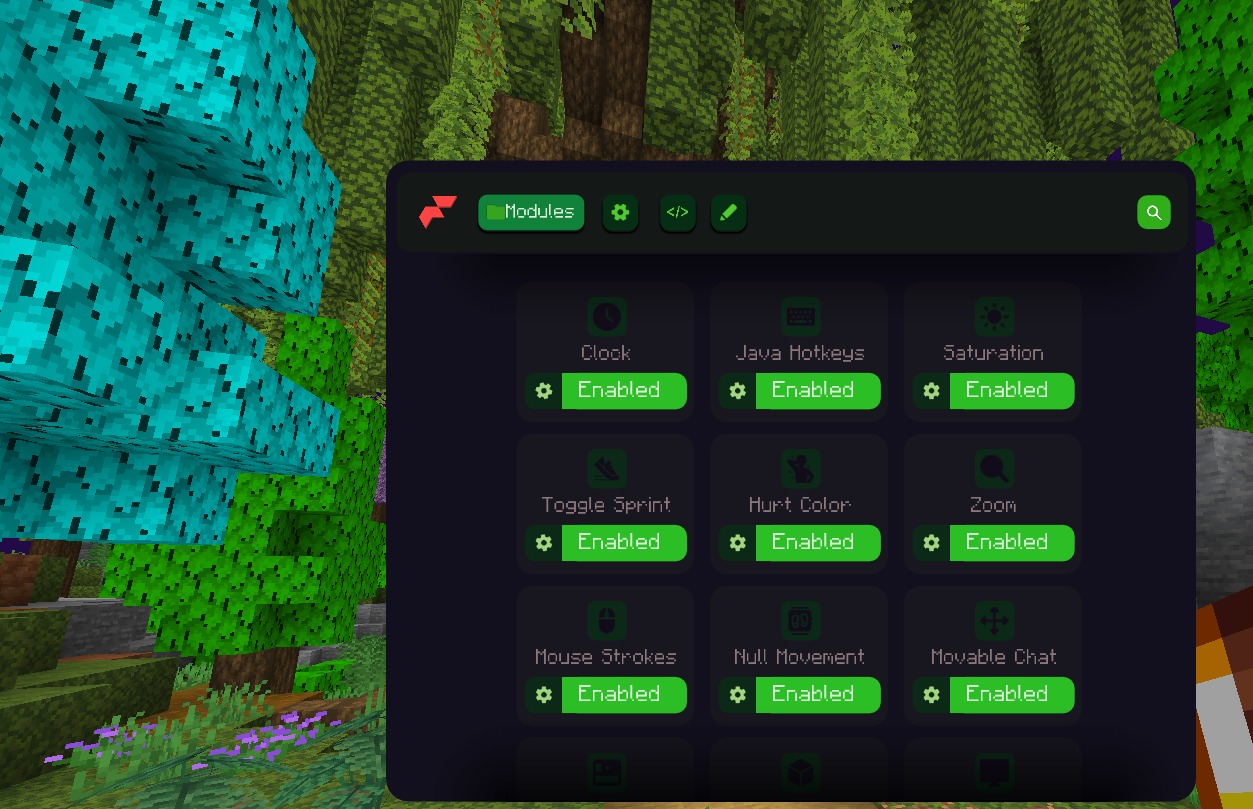 Modules
</>
Clock
Java Hotkeys
Saturation
Enabled
Enabled
Enabled
Toggle Sprint
Hurt Color
Zoom
Enabled
Enabled
Enabled
Mouse Strokes
Null Movement
Movable Chat
Enabled
Enabled
Enabled